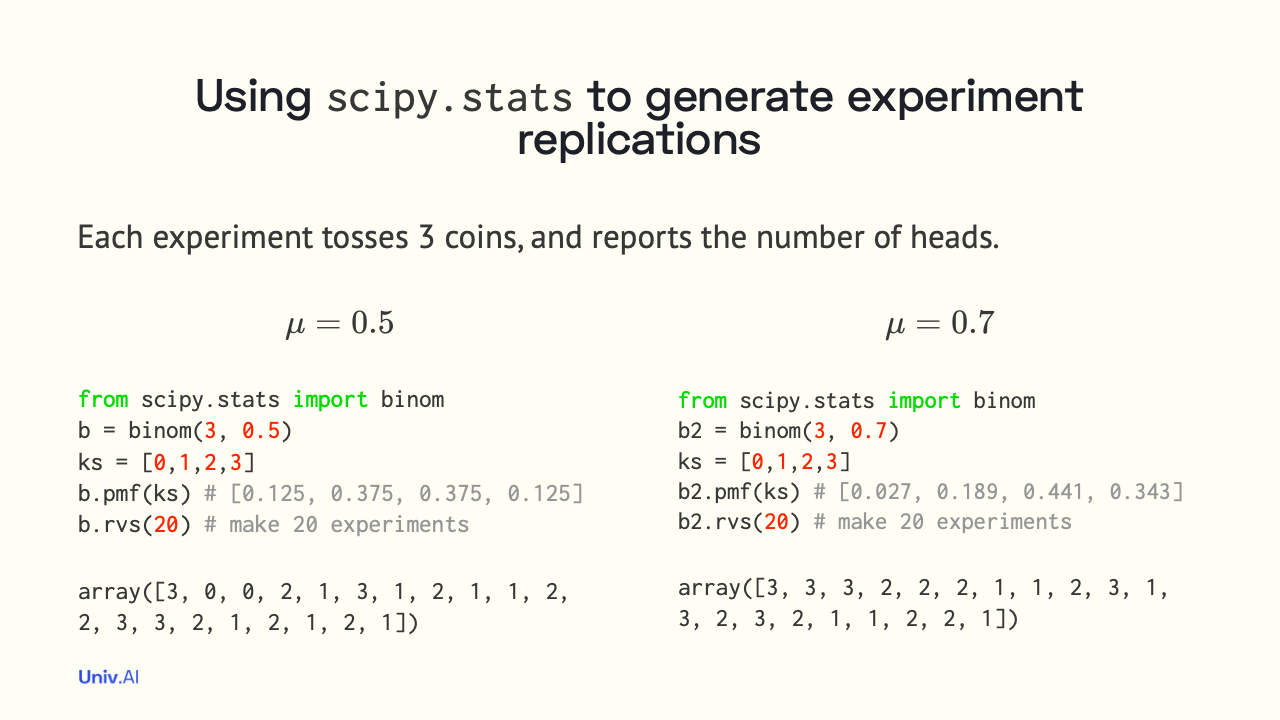 Using scipy.stats to generate experiment
replications
Each experiment tosses 3 coins, and reports the number of heads.
μ = 0.5
from scipy.stats import binom
b = binom(3, 0.5)
ks = [0,1,2,3]
b.pmf(ks) # [0.125, 0.375, 0.375, 0.125]
b.rvs(20) # make 20 experiments
array([3, 0, 0, 2, 1, 3, 1, 2, 1, 1, 2,
2, 3, 3, 2, 1, 2, 1, 2, 1])
μ = 0.7
from scipy.stats import binom
b2 = binom(3, 0.7)
ks = [0,1,2,3]
b2.pmf(ks) # [0.027, 0.189, 0.441, 0.343]
b2.rvs(20) # make 20 experiments
array([3, 3, 3, 2, 2, 2, 1, 1, 2, 3, 1,
3, 2, 3, 2, 1, 1, 2, 2, 1])
Univ.AI